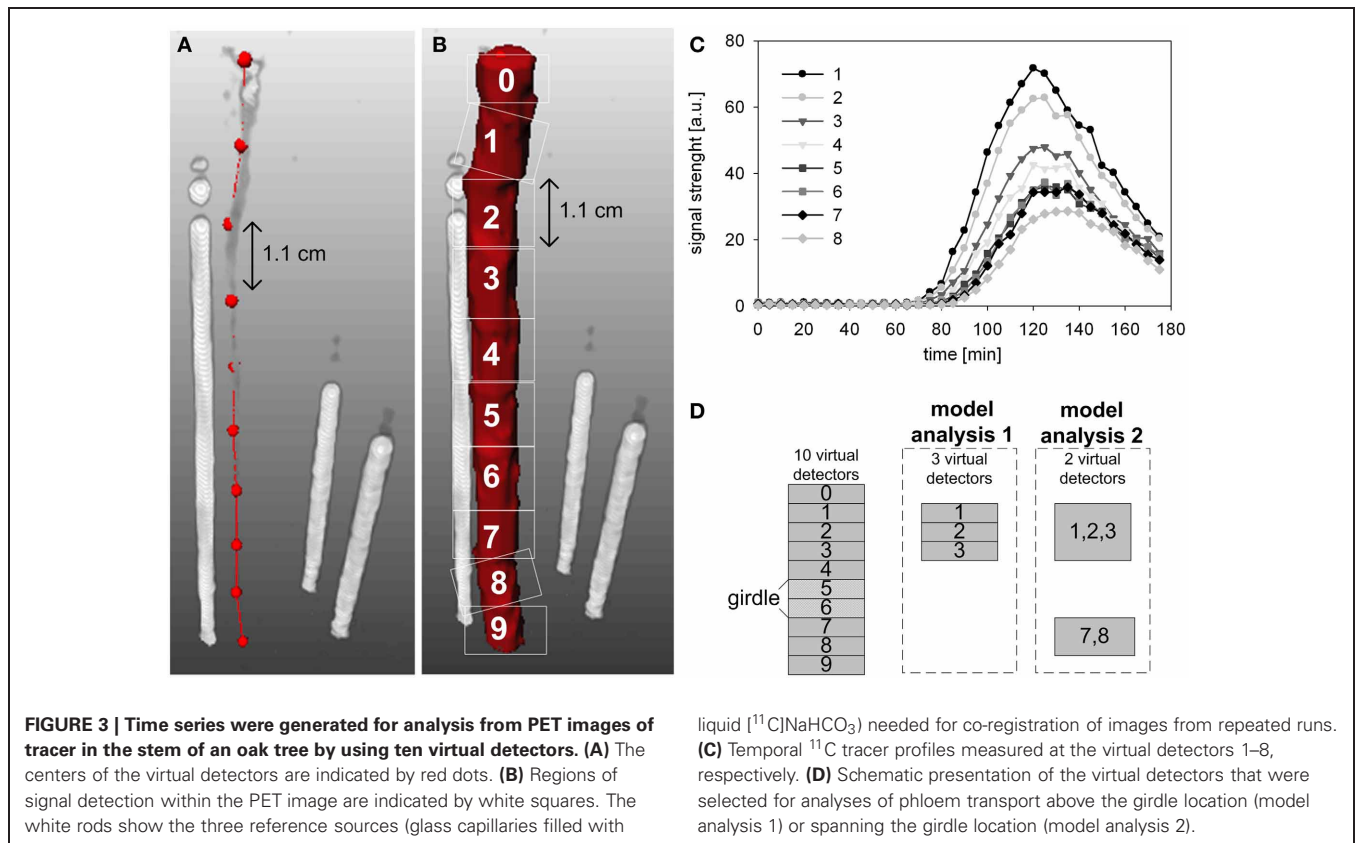 A
1.1 cm
B
0
1
2
1.1 cm
3
4
5
6
7
8
9
C
80
60
40
20
0
signal strenght [a.u.]
1
2
3
4
5
6
7
8
0 20 40 60 80 100 120 140 160 180
time [min]
D
10 virtual
detectors
0
1
2
3
4
5
6
7
8
9
girdle
model
analysis 1
3 virtual
detectors
1
2
3
model
analysis 2
2 virtual
detectors
1,2,3
7,8
FIGURE 3 | Time series were generated for analysis from PET images of
tracer in the stem of an oak tree by using ten virtual detectors. (A) The
centers of the virtual detectors are indicated by red dots. (B) Regions of
signal detection within the PET image are indicated by white squares. The
white rods show the three reference sources (glass capillaries filled with
liquid [¹¹C]NaHCO₃) needed for co-registration of images from repeated runs.
(C) Temporal ¹¹C tracer profiles measured at the virtual detectors 1–8,
respectively. (D) Schematic presentation of the virtual detectors that were
selected for analyses of phloem transport above the girdle location (model
analysis 1) or spanning the girdle location (model analysis 2).